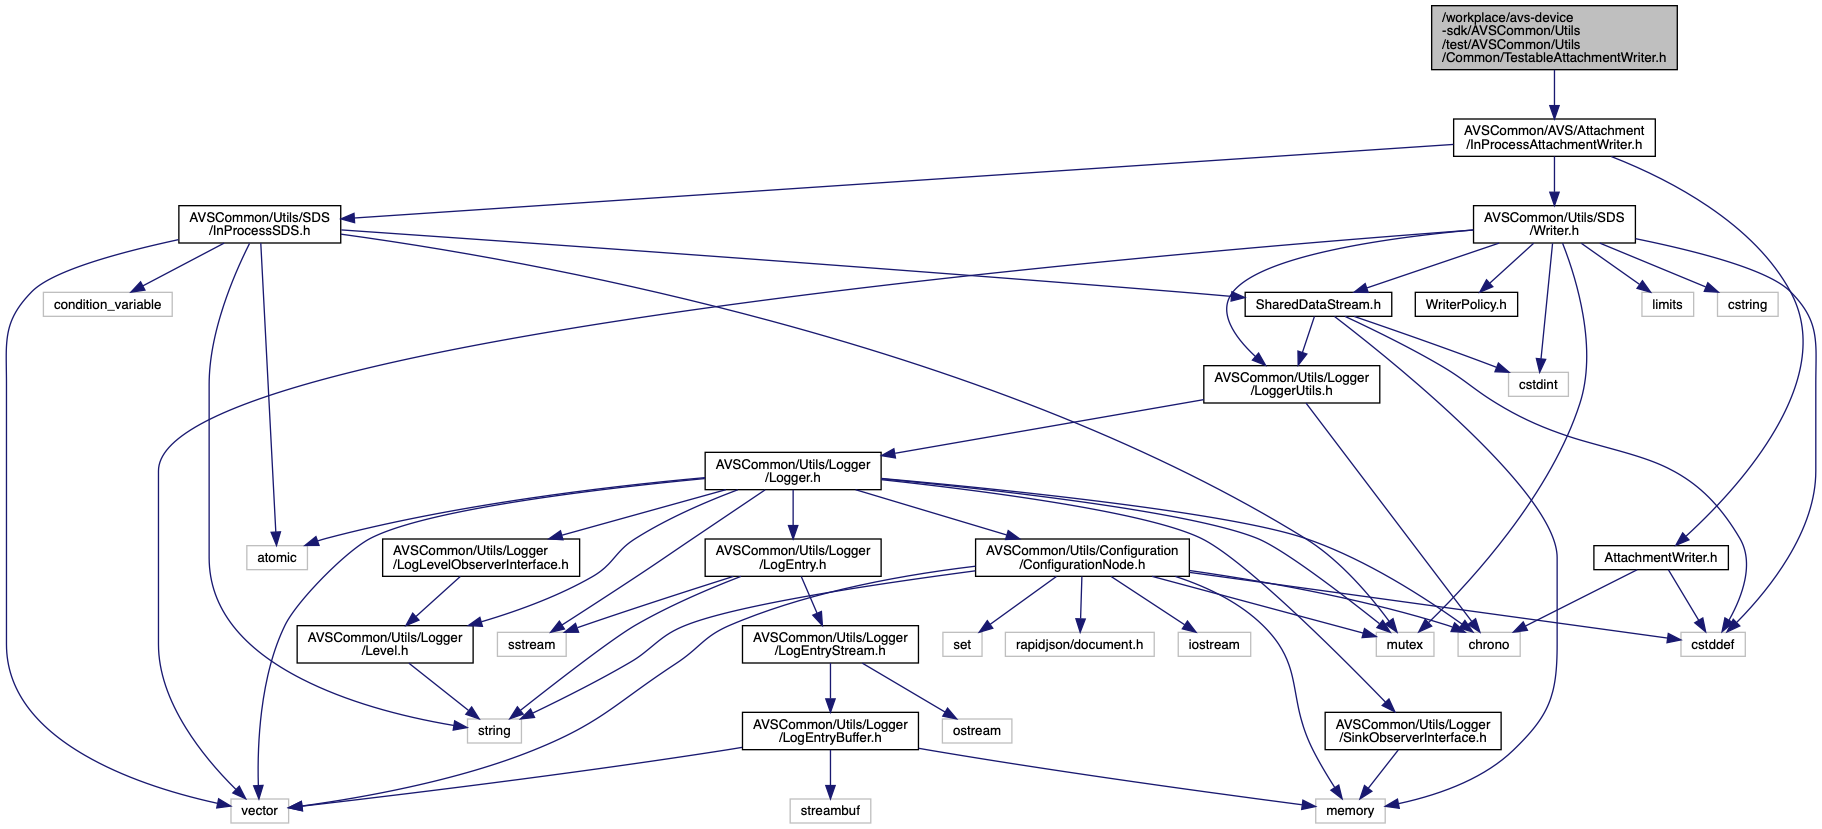 /workplace/avs-device
-sdk/AVSCommon/Utils
/test/AVSCommon/Utils
/Common/TestableAttachmentWriter.h
AVSCommon/AVS/Attachment
/InProcessAttachmentWriter.h
AVSCommon/Utils/SDS
/InProcessSDS.h
AVSCommon/Utils/SDS
/Writer.h
condition_variable
SharedDataStream.h
WriterPolicy.h
limits
cstring
AVSCommon/Utils/Logger
/LoggerUtils.h
cstdint
AVSCommon/Utils/Logger
/Logger.h
atomic
AVSCommon/Utils/Logger
/LogLevelObserverInterface.h
AVSCommon/Utils/Logger
/LogEntry.h
AVSCommon/Utils/Configuration
/ConfigurationNode.h
AttachmentWriter.h
AVSCommon/Utils/Logger
/Level.h
sstream
AVSCommon/Utils/Logger
/LogEntryStream.h
set
rapidjson/document.h
iostream
mutex
chrono
cstddef
string
AVSCommon/Utils/Logger
/LogEntryBuffer.h
ostream
AVSCommon/Utils/Logger
/SinkObserverInterface.h
vector
streambuf
memory